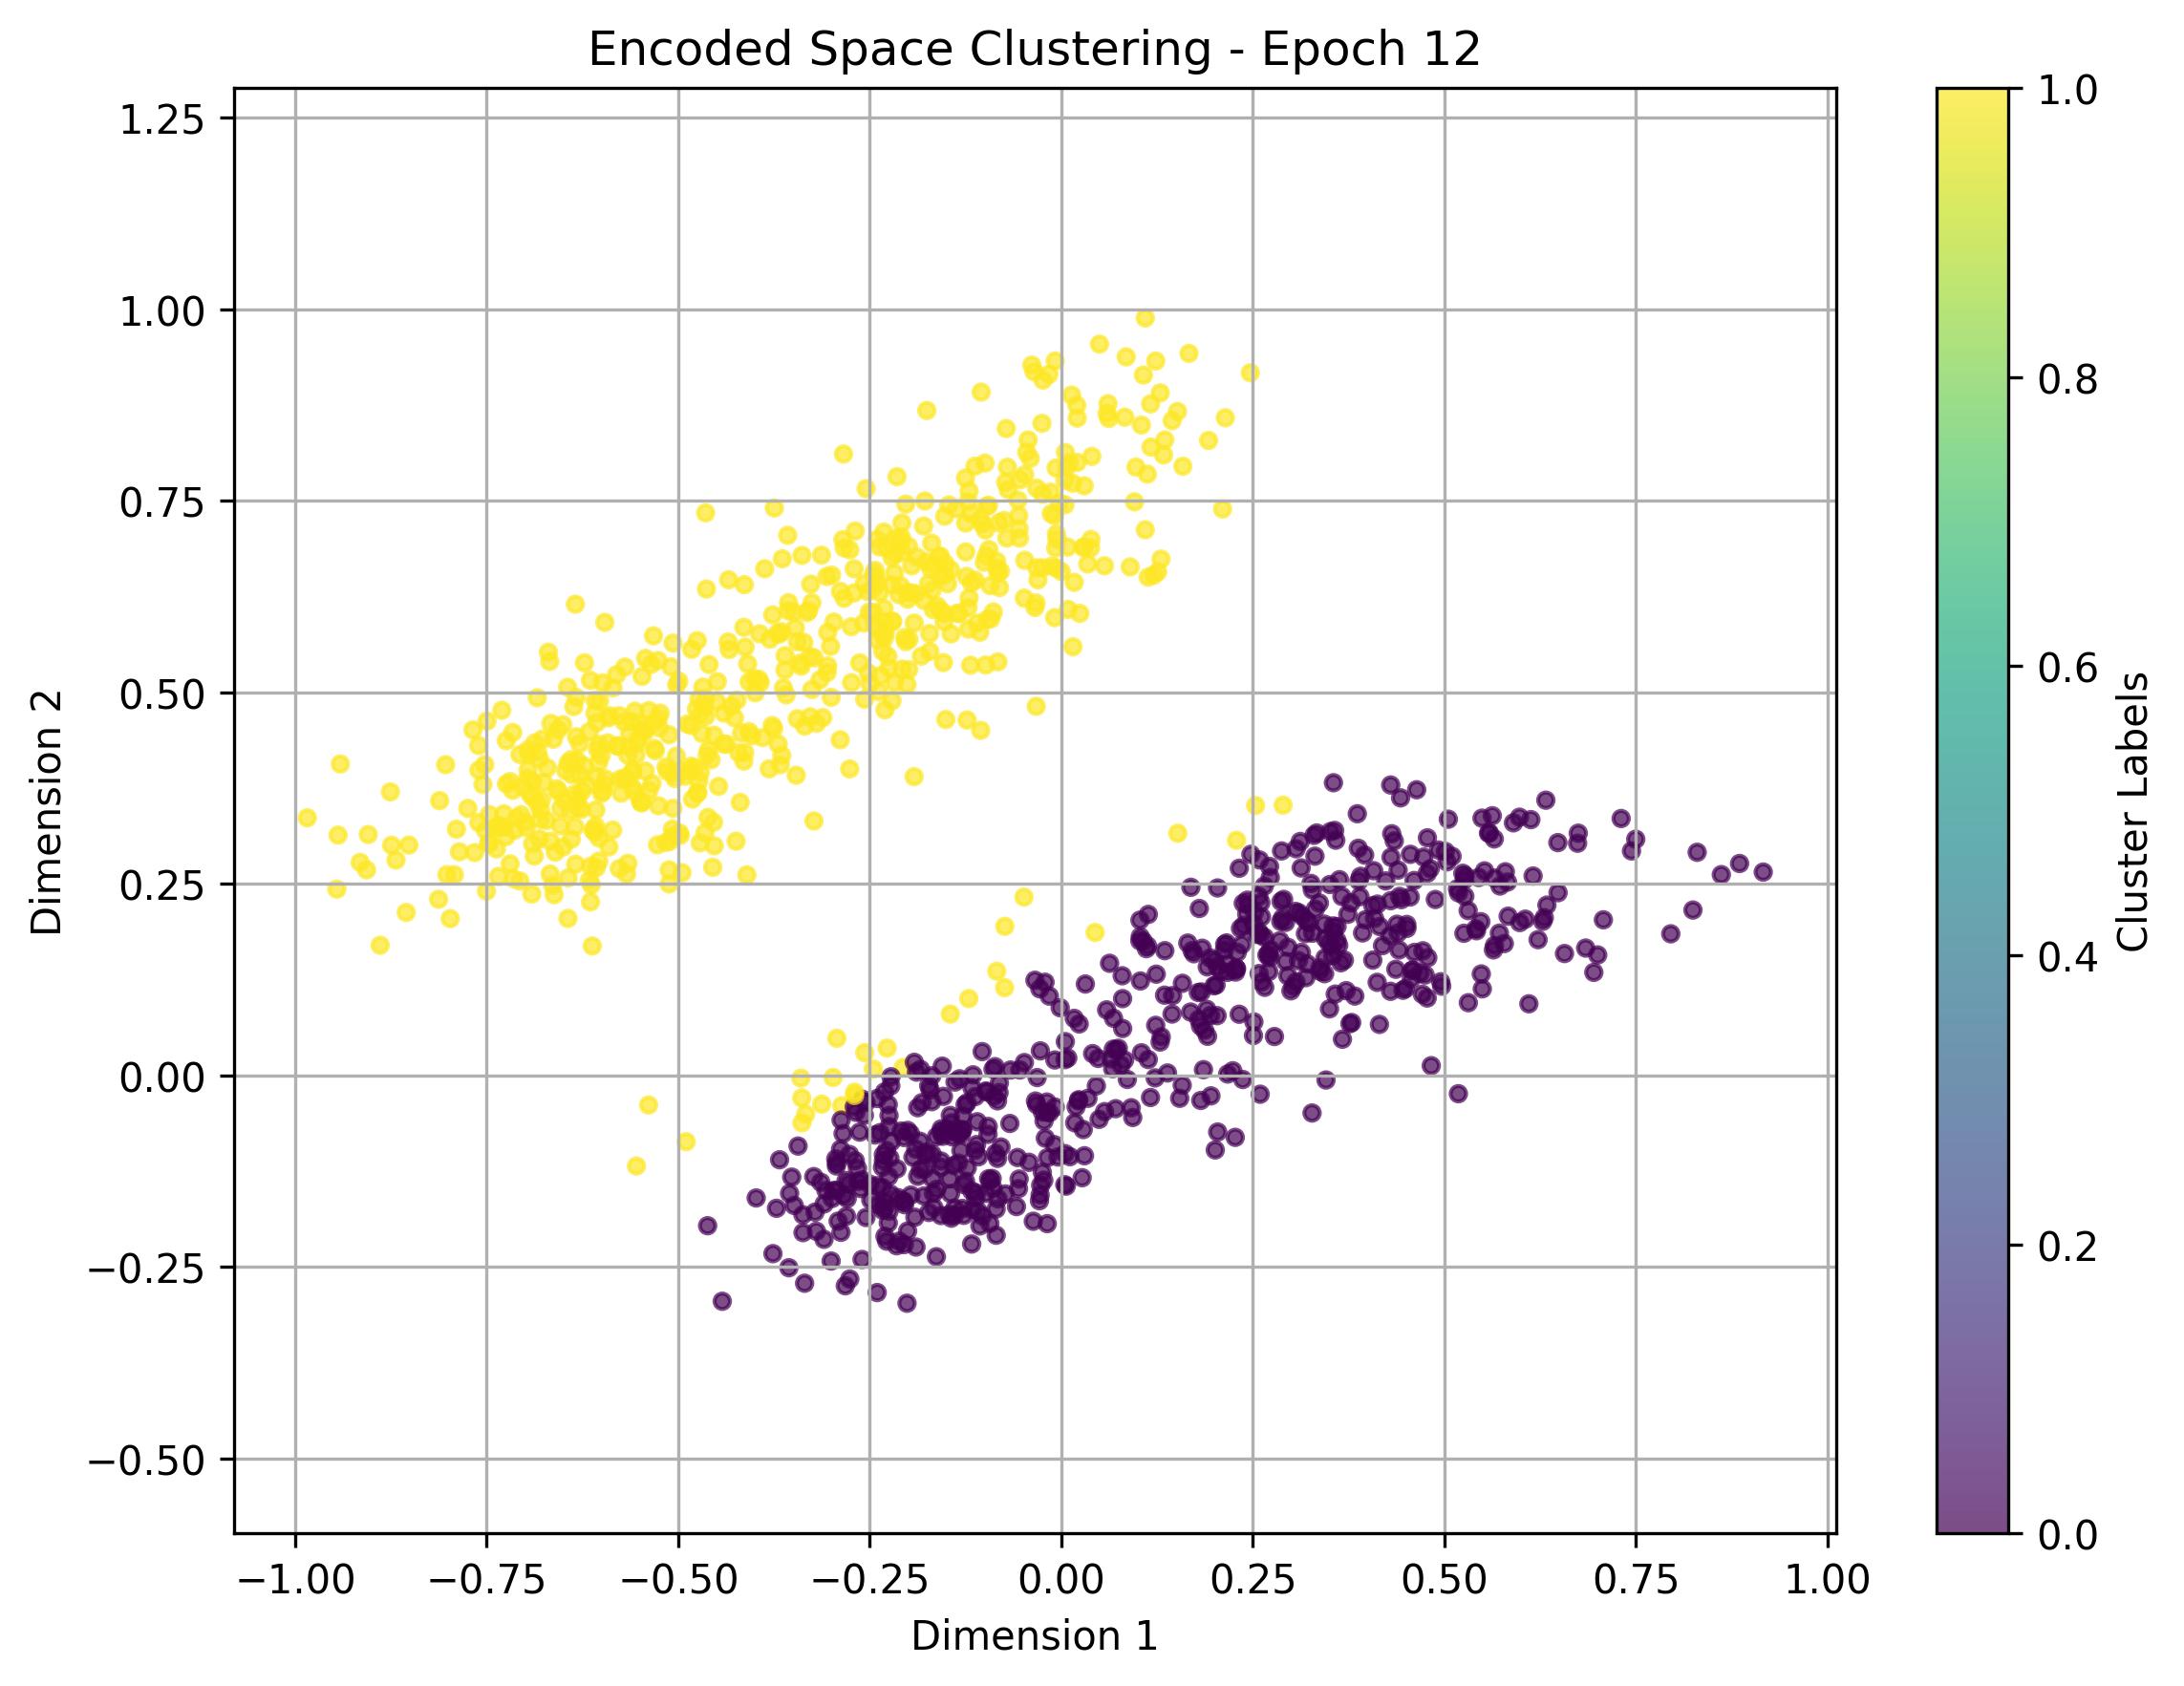 Encoded Space Clustering - Epoch 12
1.25
1.00
0.75
0.50
0.25
0.00
−0.25
−0.50
Dimension 2
−1.00 −0.75 −0.50 −0.25 0.00 0.25 0.50 0.75 1.00
Dimension 1
1.0
0.8
0.6
0.4
0.2
0.0
Cluster Labels